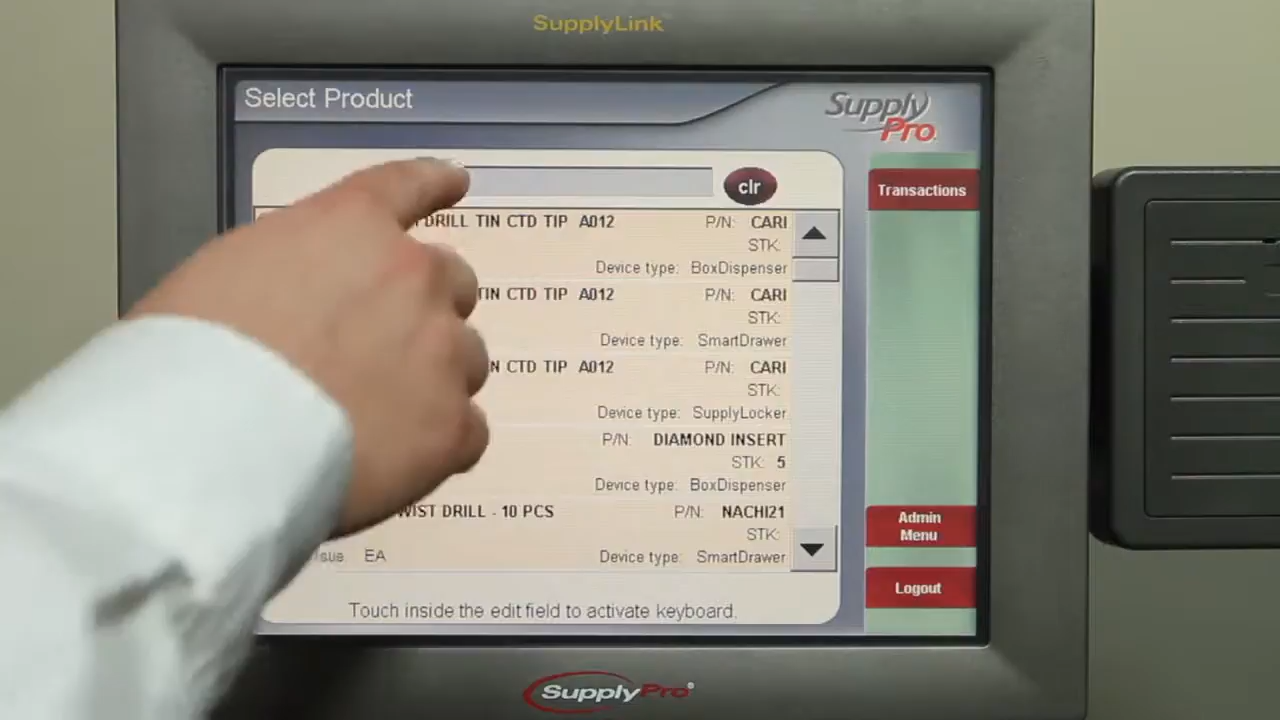 SupplyLink
Select Product
Supply
Pro
clr
Transactions
DRILL TIN CTD TIP A012 P/N: CARI
STK:
Device type: BoxDispenser
TIN CTD TIP A012 P/N: CARI
STK:
Device type: SmartDrawer
CTD TIP A012 P/N: CARI
STK:
Device type: SupplyLocker
P/N: DIAMOND INSERT
STK: 5
Device type: BoxDispenser
DRILL - 10 PCS P/N: NACHI21
STK:
EA Device type: SmartDrawer
Admin
Menu
Logout
Touch inside the edit field to activate keyboard.
SupplyPro®